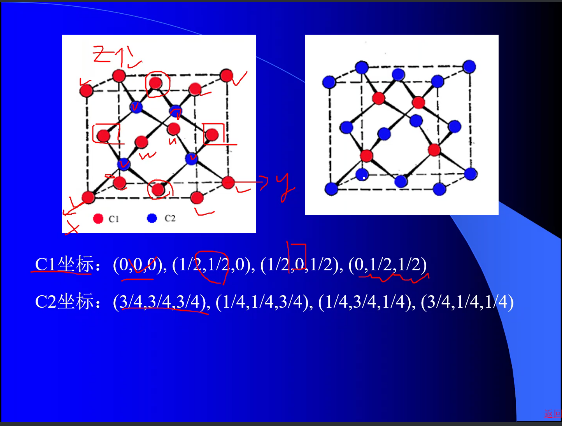 Z
y
x
C1 C2
C1坐标：(0,0,0), (1/2,1/2,0), (1/2,0,1/2), (0,1/2,1/2)
C2坐标：(3/4,3/4,3/4), (1/4,1/4,3/4), (1/4,3/4,1/4), (3/4,1/4,1/4)